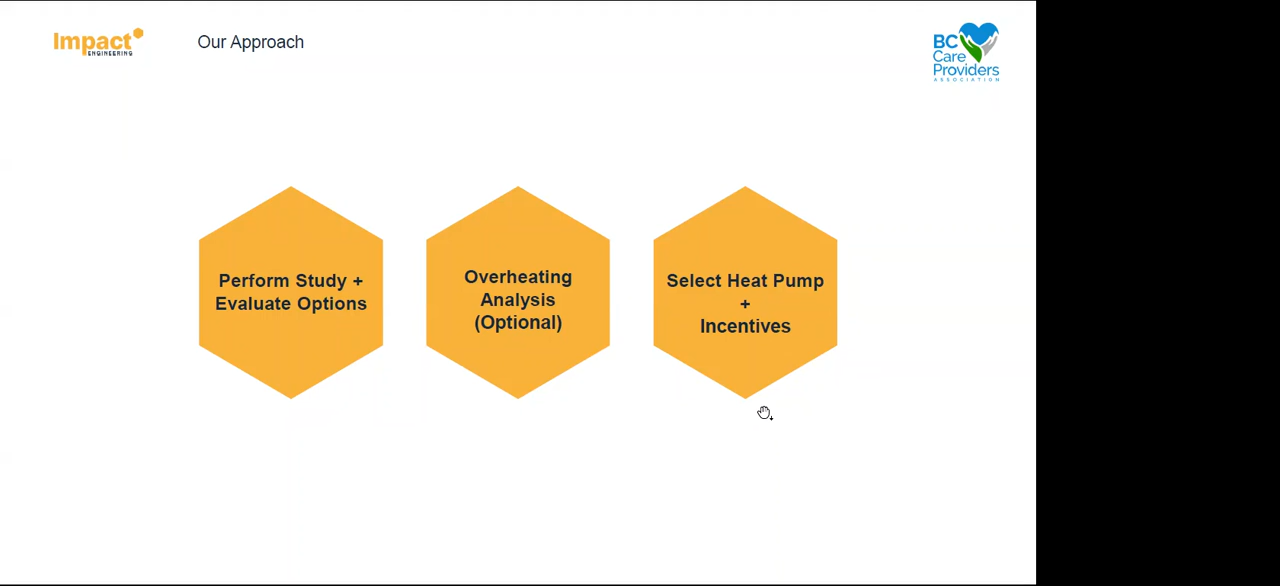 Impact
ENGINEERING
Our Approach
BC
Care
Providers
ASSOCIATION
Perform Study +
Evaluate Options
Overheating
Analysis
(Optional)
Select Heat Pump
+
Incentives